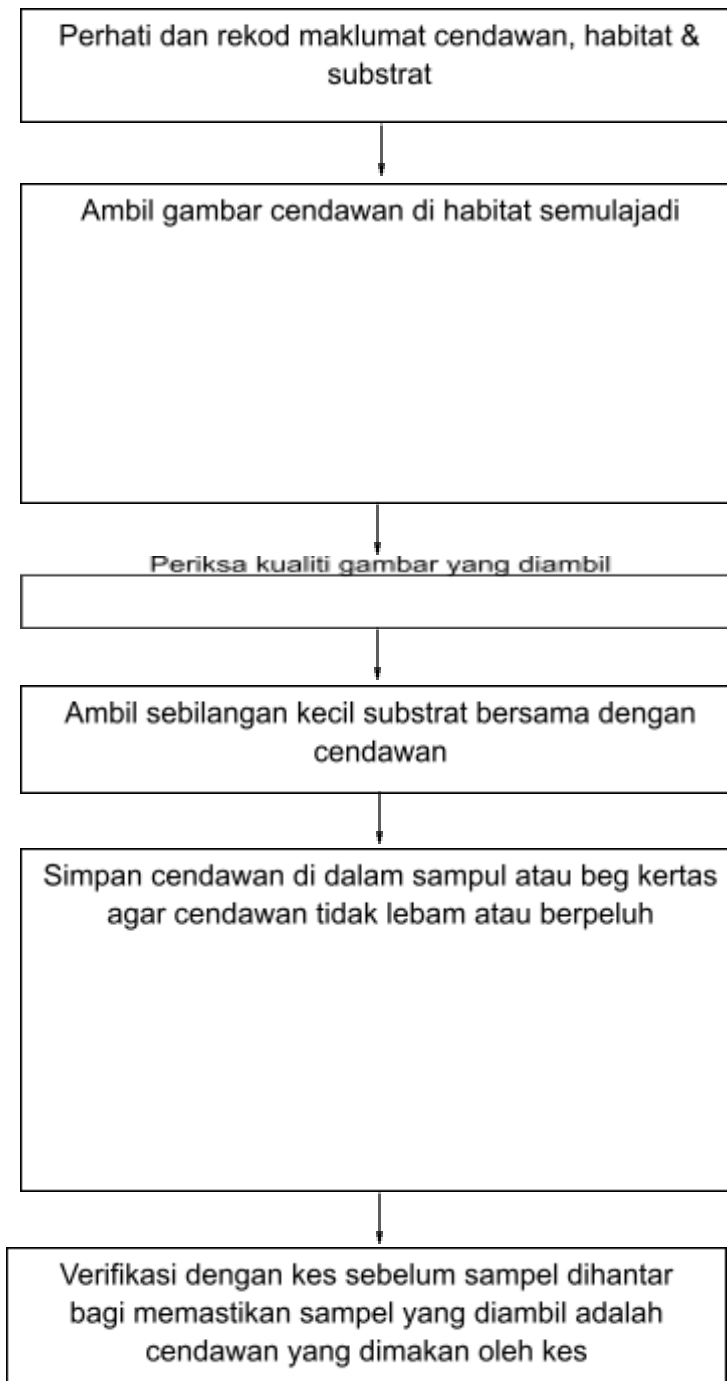 Perhati dan rekod maklumat cendawan, habitat &
substrat
Ambil gambar cendawan di habitat semulajadi
Periksa kualiti gambar yang diambil
Ambil sebilangan kecil substrat bersama dengan
cendawan
Simpan cendawan di dalam sampul atau beg kertas
agar cendawan tidak lebam atau berpeluh
Verifikasi dengan kes sebelum sampel dihantar
bagi memastikan sampel yang diambil adalah
cendawan yang dimakan oleh kes